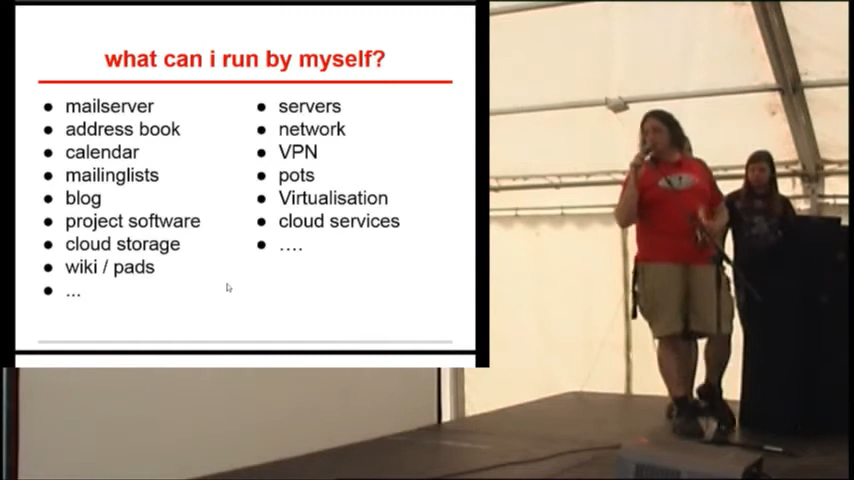 what can i run by myself?
● mailserver
● address book
● calendar
● mailinglists
● blog
● project software
● cloud storage
● wiki / pads
● ...
● servers
● network
● VPN
● pots
● Virtualisation
● cloud services
● ....